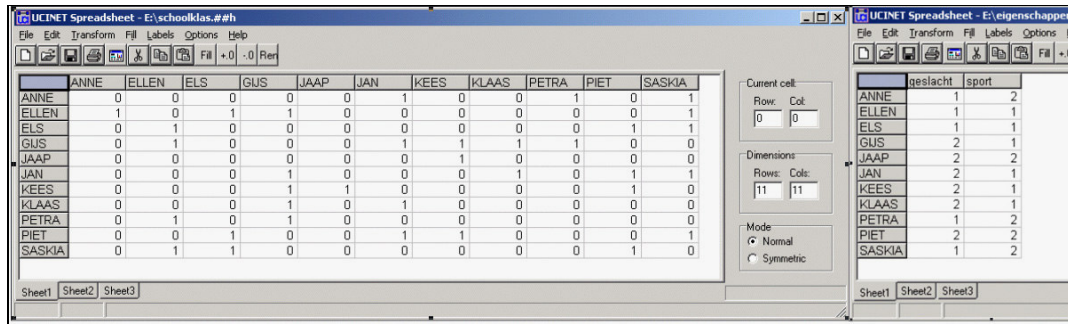 UCINET Spreadsheet - E:\schoolklas.##h
File Edit Transform Fill Labels Options Help
Fill +.0 -.0 Ren
ANNE ELLEN ELS GIJS JAAP JAN KEES KLAAS PETRA PIET SASKIA
ANNE 0 0 0 0 0 1 0 0 1 0 1
ELLEN 1 0 1 1 0 0 0 0 0 0 1
ELS 0 1 0 0 0 0 0 0 0 1 1
GIJS 0 1 0 0 0 1 1 1 1 0 0
JAAP 0 0 0 0 0 0 1 0 0 0 0
JAN 0 0 0 1 0 0 0 1 0 1 1
KEES 0 0 0 1 1 0 0 0 0 1 0
KLAAS 0 0 0 1 0 1 0 0 0 0 0
PETRA 0 1 0 1 0 0 0 0 0 0 0
PIET 0 0 1 0 0 1 1 0 0 0 1
SASKIA 0 1 1 0 0 0 0 0 0 1 0
Current cell:
Row: Col:
0 0
Dimensions
Rows: Cols:
11 11
Mode
Normal
Symmetric
Sheet1 Sheet2 Sheet3
UCINET Spreadsheet - E:\eigenschappen
File Edit Transform Fill Labels Options
Fill +.
geslacht sport
ANNE 1 2
ELLEN 1 1
ELS 1 1
GIJS 2 1
JAAP 2 2
JAN 2 1
KEES 2 1
KLAAS 2 1
PETRA 1 2
PIET 2 2
SASKIA 1 2
Sheet1 Sheet2 Sheet3